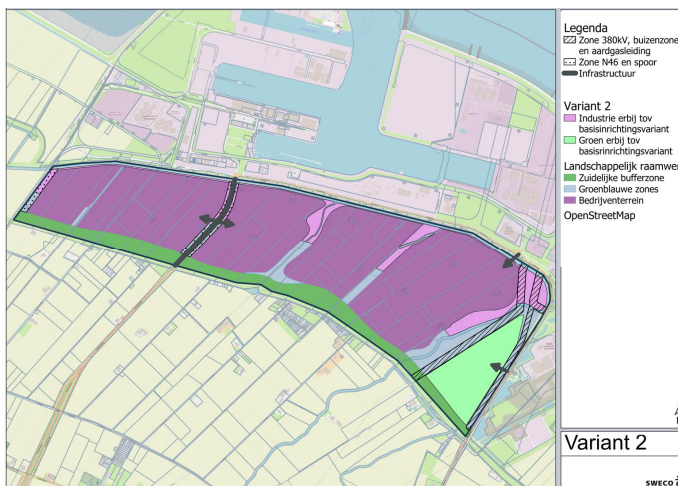 Legenda
Zone 380kV, buizenzone
en aardgasleiding
Zone N46 en spoor
Infrastructuur
Variant 2
Industrie erbij tov
basisinrichtingsvariant
Groen erbij tov
basisrinrichtingsvariant
Landschappelijk raamwer
Zuidelijke bufferzone
Groenblauwe zones
Bedrijventerrein
OpenStreetMap
Variant 2
SWECO